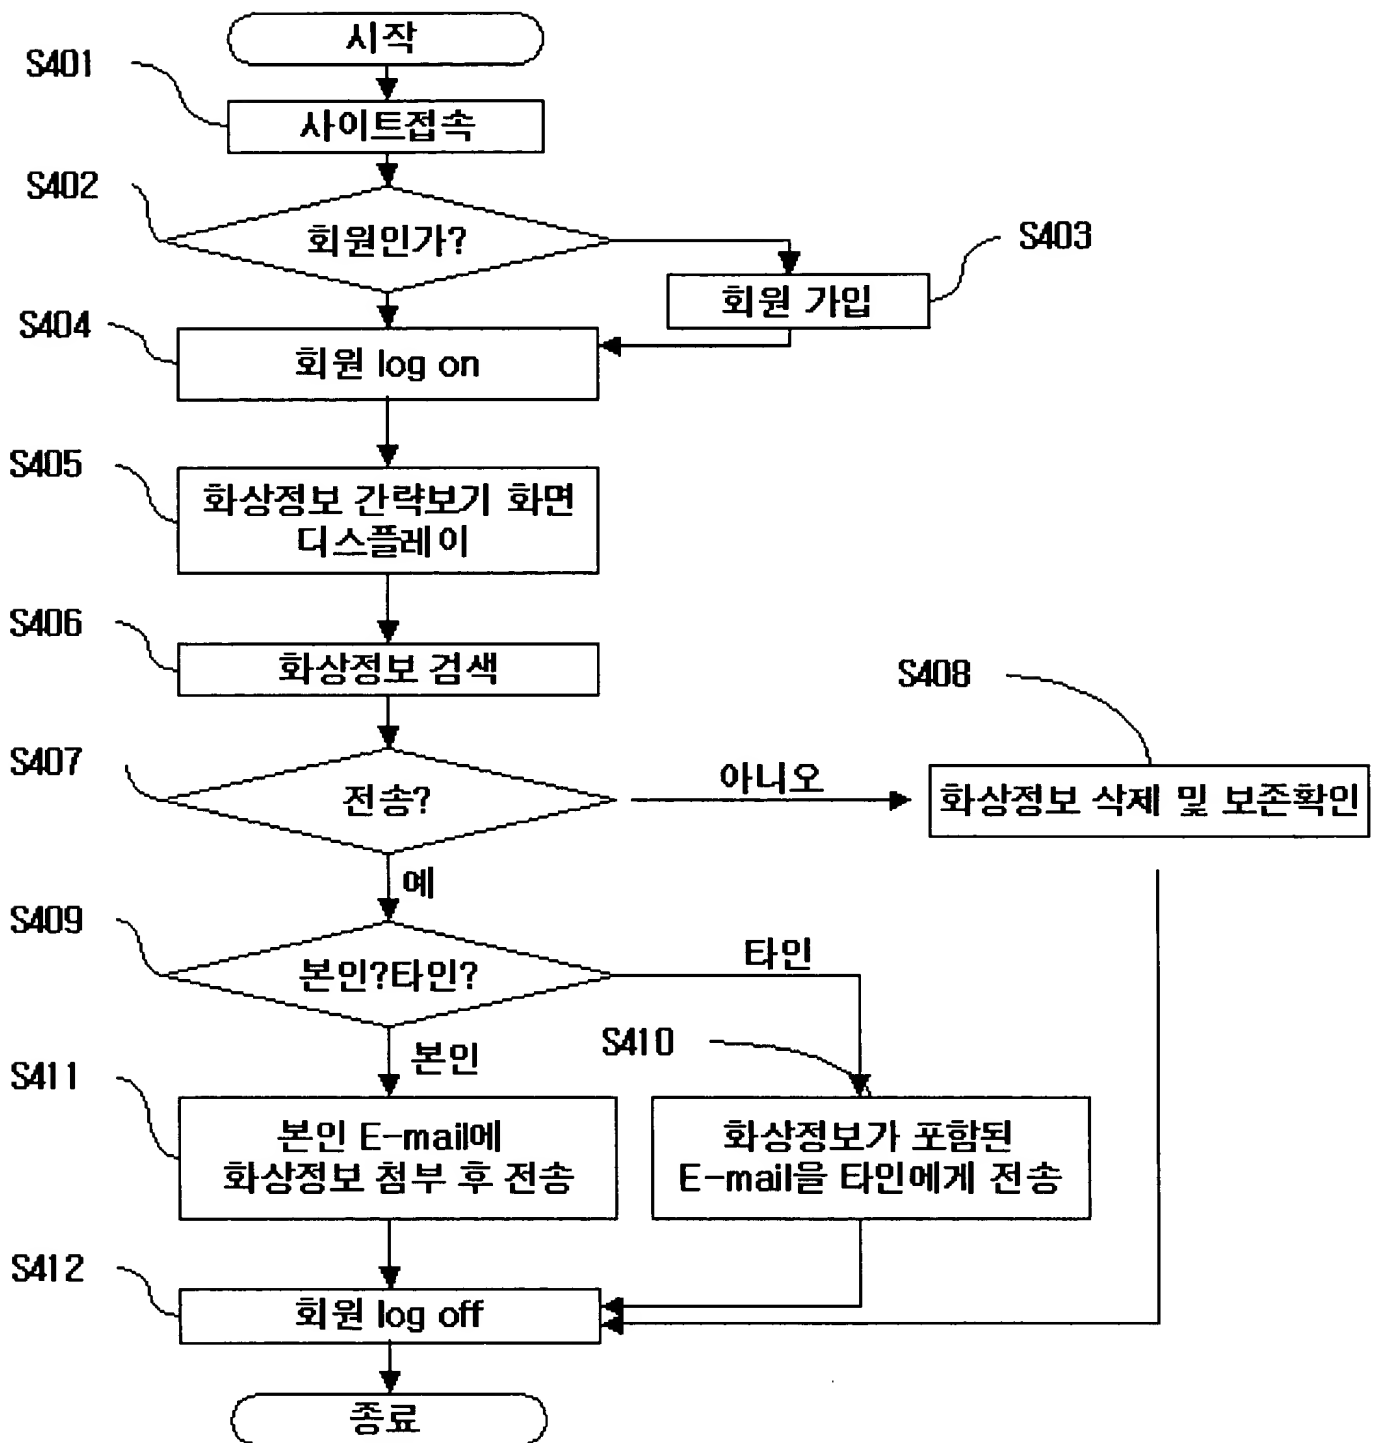 시작
S401
사이트접속
S402
회원인가?
S403
회원 가입
S404
회원 log on
S405
화상정보 간략보기 화면
디스플레이
S406
화상정보 검색
S408
S407
전송?
아니오
화상정보 삭제 및 보존확인
예
S409
본인?타인?
타인
본인
S410
S411
본인 E-mail에
화상정보 첨부 후 전송
화상정보가 포함된
E-mail을 타인에게 전송
S412
회원 log off
종료